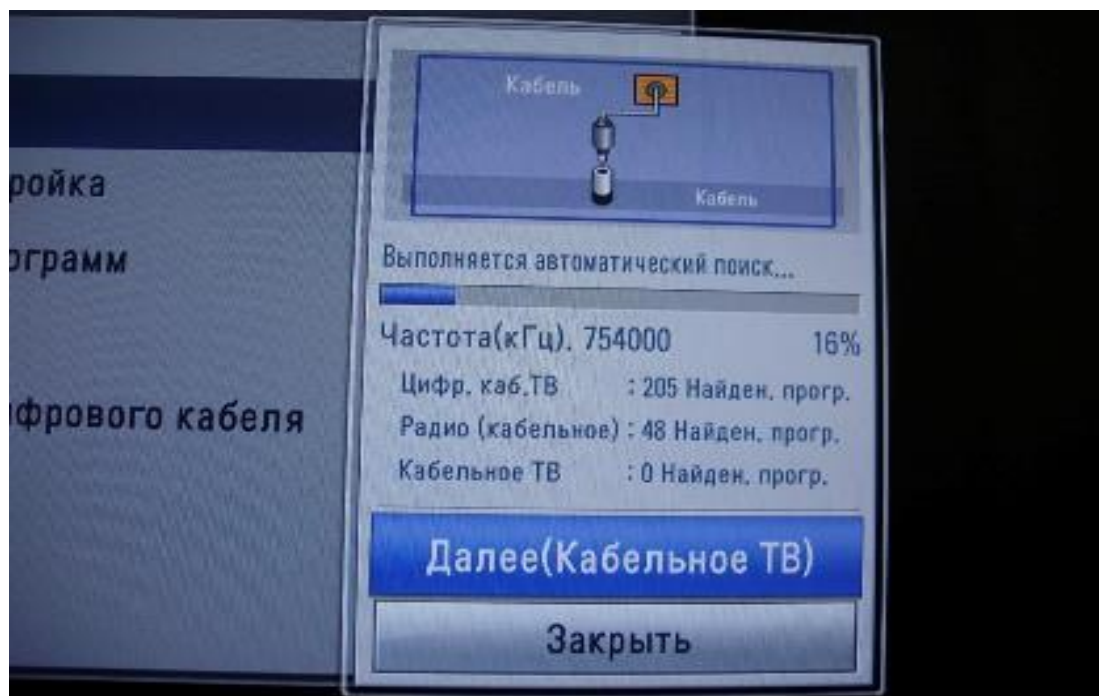 ройка
ограмм
ифрового кабеля
Кабель
Кабель
Выполняется автоматический поиск...
Частота(кГц). 754000 16%
Цифр. каб.ТВ : 205 Найден. прогр.
Радио (кабельное) : 48 Найден. прогр.
Кабельное ТВ : 0 Найден. прогр.
Далее(Кабельное ТВ)
Закрыть